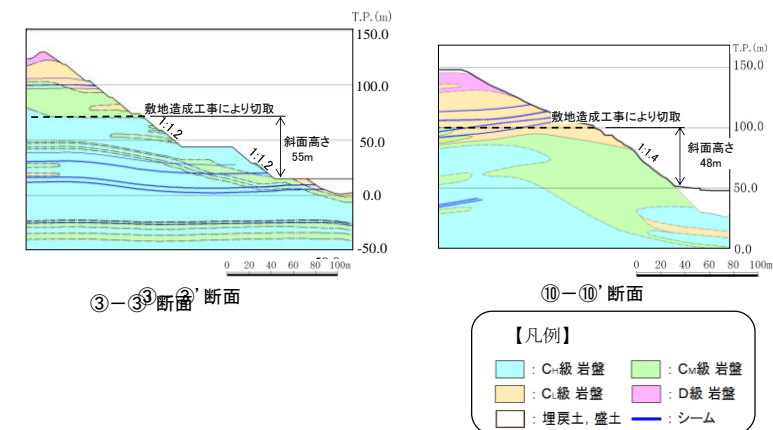 T.P.(m)
150.0
100.0
50.0
0.0
-50.0
敷地造成工事により切取
1:1.2
1:1.2
斜面高さ
55m
0 20 40 60 80 100m
③－③'断面
T.P.(m)
150.0
100.0
50.0
0.0
敷地造成工事により切取
1:1.4
斜面高さ
48m
0 20 40 60 80 100m
⑩－⑩'断面
【凡例】
：CH級 岩盤 ：CM級 岩盤
：CL級 岩盤 ：D級 岩盤
：埋戻土，盛土 ：シーム